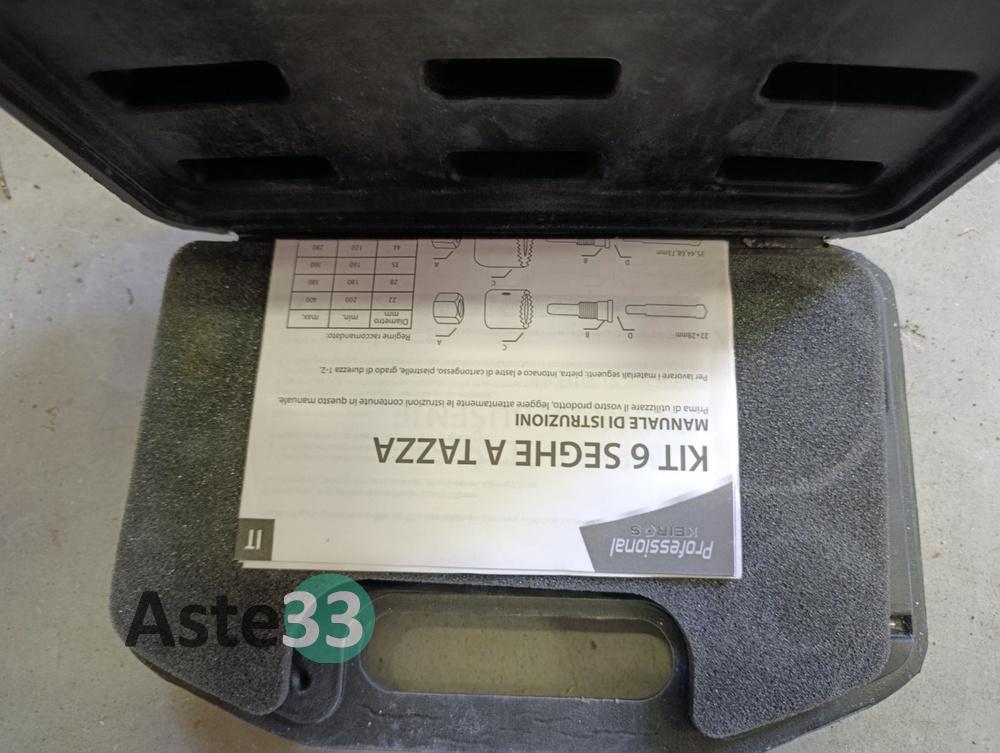 Professional
KEIROS
IT
KIT 6 SEGHE A TAZZA
MANUALE DI ISTRUZIONI
Prima di utilizzare il vostro prodotto, leggere attentamente le istruzioni contenute in questo manuale.
Per lavorare i materiali seguenti: pietra, intonaco e lastre di cartongesso, piastrelle, grado di durezza 1-2.
22+28mm
D
B
C
A
Regime raccomandato:
Diametro mm min. max.
22 200 400
28 180 380
35 160 360
44 120 280
35,44,68,73mm
D
B
C
A
Aste33